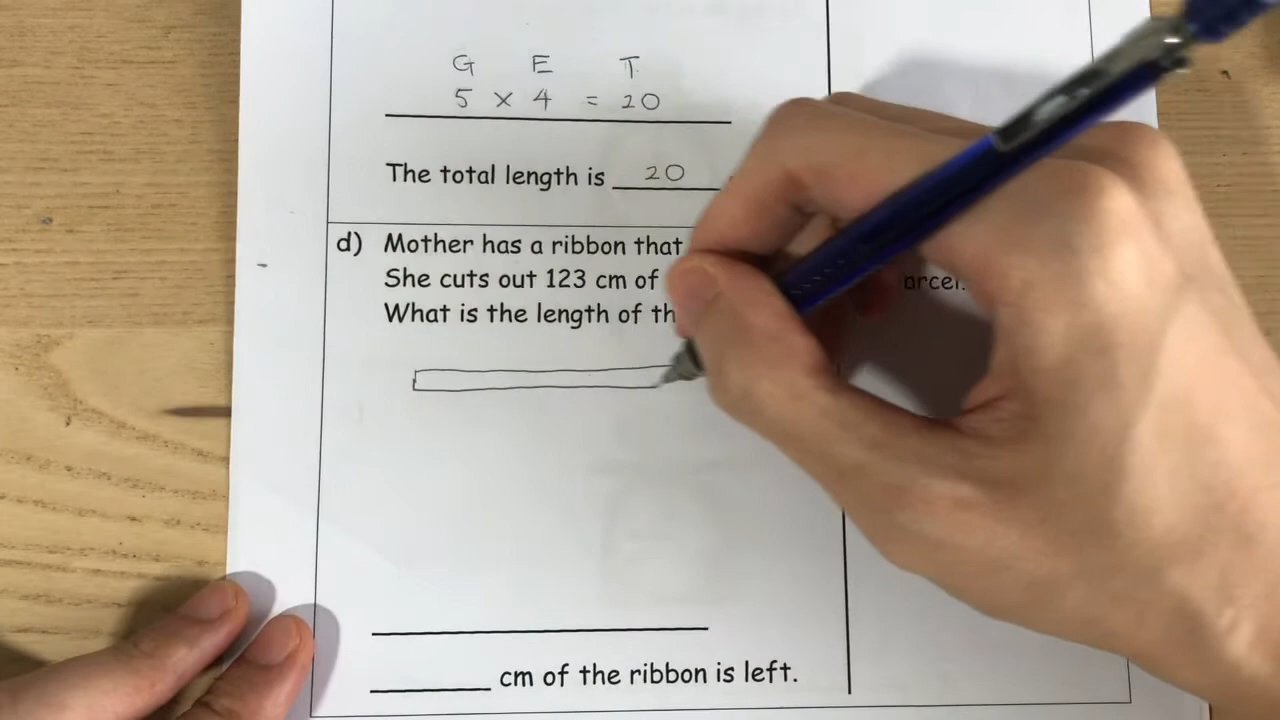 G E T
5 × 4 = 20
The total length is 20
d) Mother has a ribbon that
She cuts out 123 cm of
What is the length of
cm of the ribbon is left.